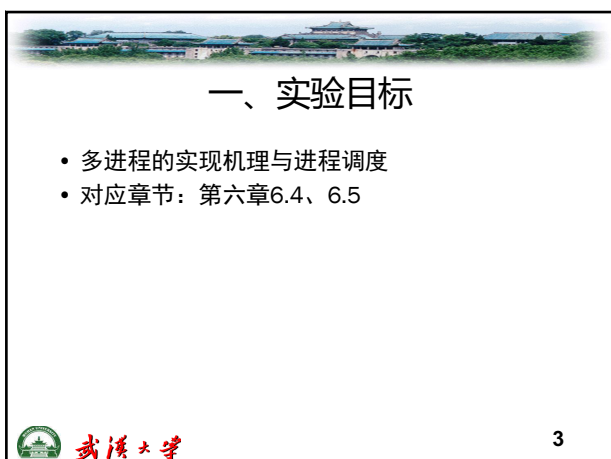 一、实验目标
• 多进程的实现机理与进程调度
• 对应章节：第六章6.4、6.5
武汉大学
3